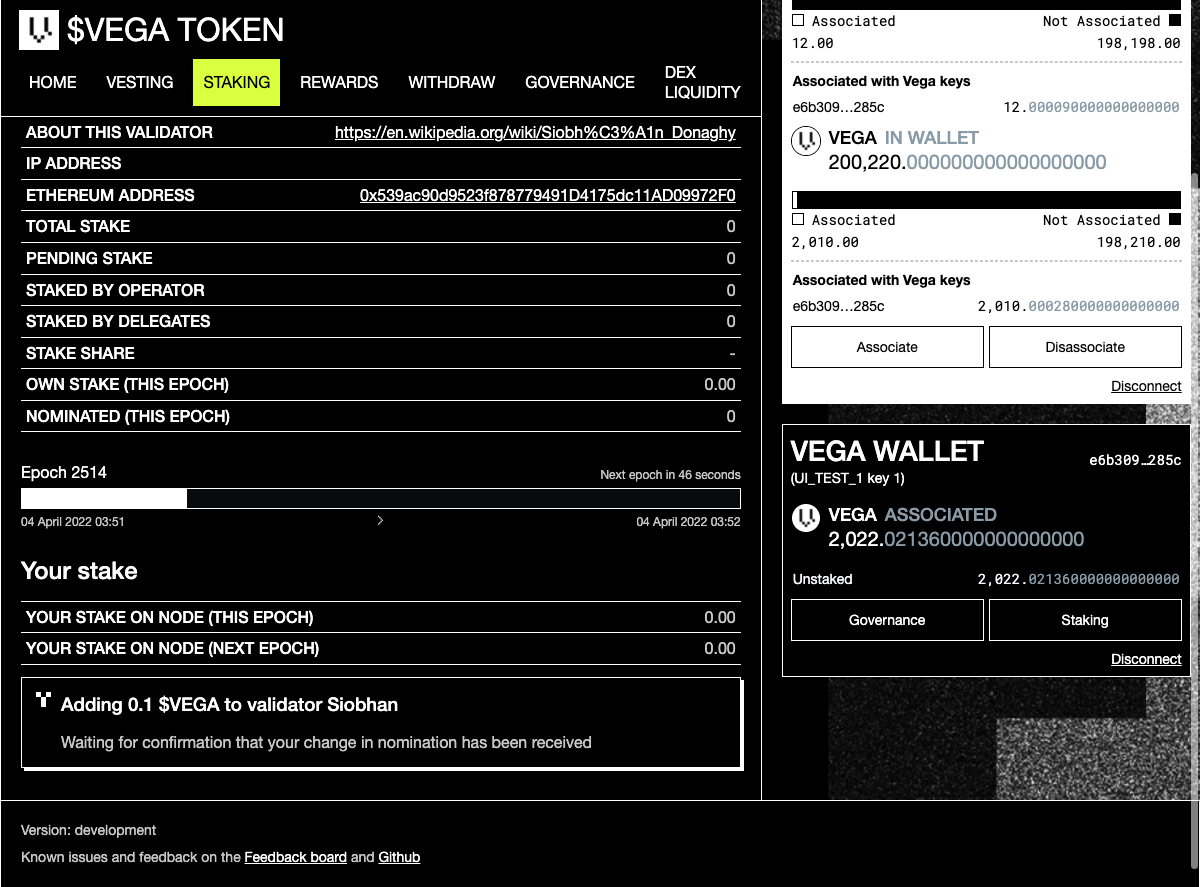 $VEGA TOKEN
HOME VESTING STAKING REWARDS WITHDRAW GOVERNANCE DEX LIQUIDITY
ABOUT THIS VALIDATOR https://en.wikipedia.org/wiki/Siobh%C3%A1n_Donaghy
IP ADDRESS
ETHEREUM ADDRESS 0x539ac90d9523f878779491D4175dc11AD09972F0
TOTAL STAKE 0
PENDING STAKE 0
STAKED BY OPERATOR 0
STAKED BY DELEGATES 0
STAKE SHARE -
OWN STAKE (THIS EPOCH) 0.00
NOMINATED (THIS EPOCH) 0
Epoch 2514 Next epoch in 46 seconds
04 April 2022 03:51 > 04 April 2022 03:52
Your stake
YOUR STAKE ON NODE (THIS EPOCH) 0.00
YOUR STAKE ON NODE (NEXT EPOCH) 0.00
Adding 0.1 $VEGA to validator Siobhan
Waiting for confirmation that your change in nomination has been received
Associated Not Associated
12.00 198,198.00
Associated with Vega keys
e6b309…285c 12.000090000000000000
VEGA IN WALLET
200,220.000000000000000000
Associated Not Associated
2,010.00 198,210.00
Associated with Vega keys
e6b309…285c 2,010.000280000000000000
Associate Disassociate
Disconnect
VEGA WALLET e6b309…285c
(UI_TEST_1 key 1)
VEGA ASSOCIATED
2,022.021360000000000000
Unstaked 2,022.021360000000000000
Governance Staking
Disconnect
Version: development
Known issues and feedback on the Feedback board and Github